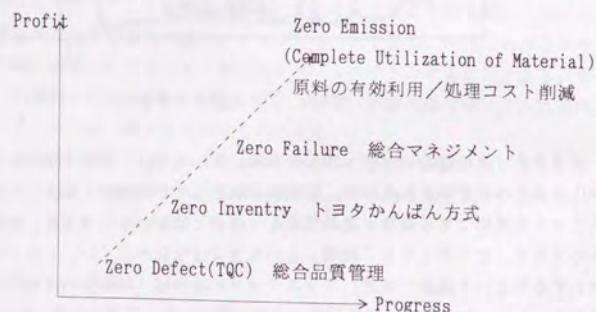 Profit
Zero Emission
(Complete Utilization of Material)
原料の有効利用／処理コスト削減
Zero Failure 総合マネジメント
Zero Inventry トヨタかんばん方式
Zero Defect(TQC) 総合品質管理
Progress